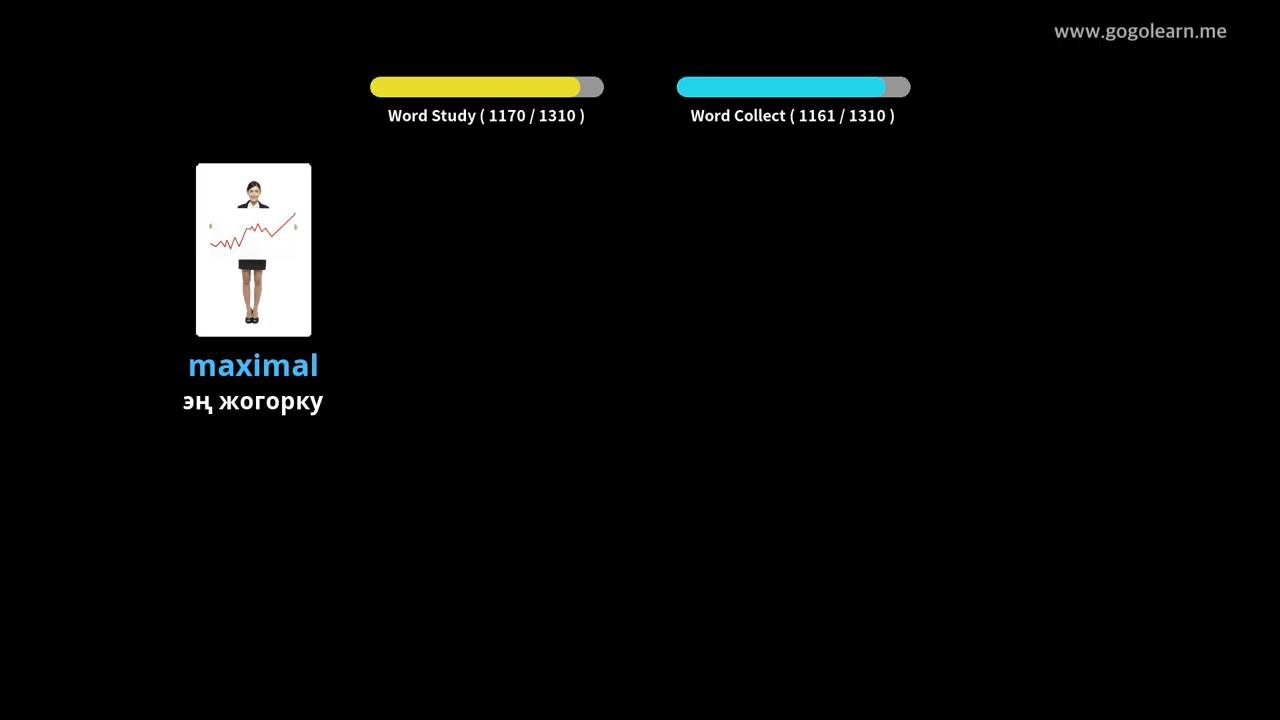 www.gogolearn.me
Word Study ( 1170 / 1310 )
Word Collect ( 1161 / 1310 )
maximal
эң жогорку